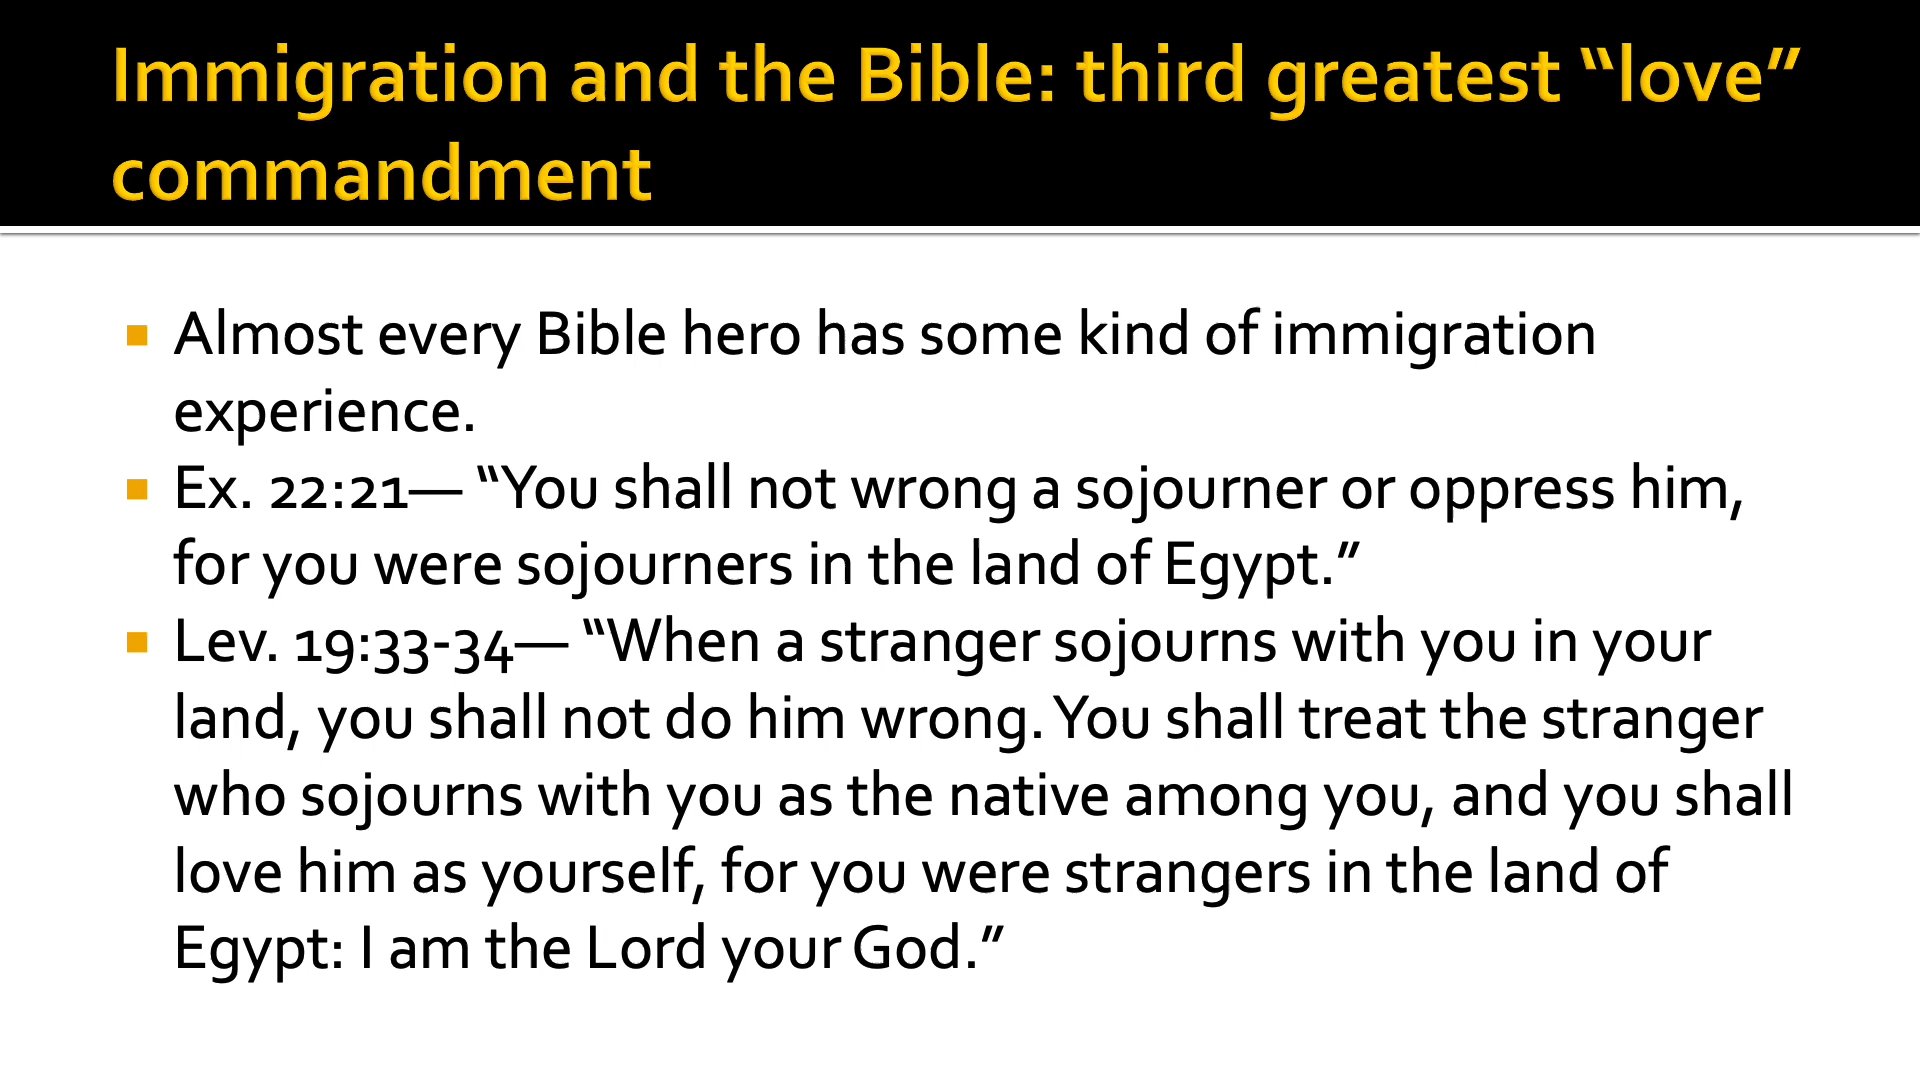 Immigration and the Bible: third greatest “love”
commandment
▪ Almost every Bible hero has some kind of immigration
experience.
▪ Ex. 22:21— “You shall not wrong a sojourner or oppress him,
for you were sojourners in the land of Egypt.”
▪ Lev. 19:33-34— “When a stranger sojourns with you in your
land, you shall not do him wrong. You shall treat the stranger
who sojourns with you as the native among you, and you shall
love him as yourself, for you were strangers in the land of
Egypt: I am the Lord your God.”